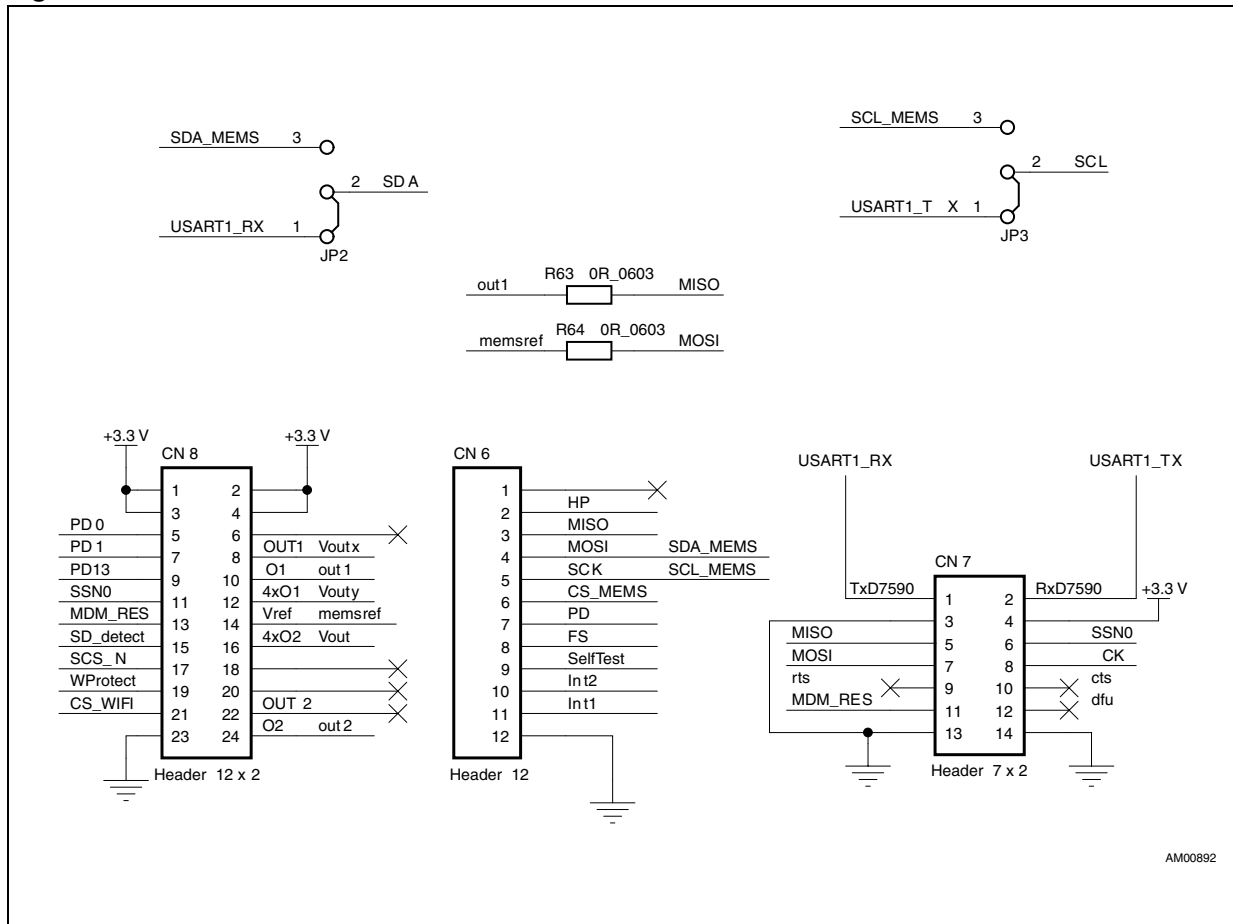 SDA_MEMS 3
2 SDA
USART1_RX 1
JP2
SCL_MEMS 3
2 SCL
USART1_T X 1
JP3
R63 0R_0603
out1 MISO
R64 0R_0603
memsref MOSI
+3.3 V +3.3 V
CN 8
1 2
3 4
PD 0 5 6
PD 1 7 8 OUT1 Voutx
PD13 9 10 O1 out1
SSN0 11 12 4xO1 Vouty
MDM_RES 13 14 Vref memsref
SD_detect 15 16 4xO2 Vout
SCS_N 17 18
WProtect 19 20
CS_WIFI 21 22 OUT 2
23 24 O2 out2
Header 12 x 2
CN 6
1
2 HP
3 MISO
4 MOSI SDA_MEMS
5 SCK SCL_MEMS
6 CS_MEMS
7 PD
8 FS
9 SelfTest
10 Int2
11 Int1
12
Header 12
USART1_RX USART1_TX
CN 7
TxD7590 1 2 RxD7590 +3.3 V
3 4
MISO 5 6 SSN0
MOSI 7 8 CK
rts 9 10 cts
MDM_RES 11 12 dfu
13 14
Header 7 x 2
AM00892